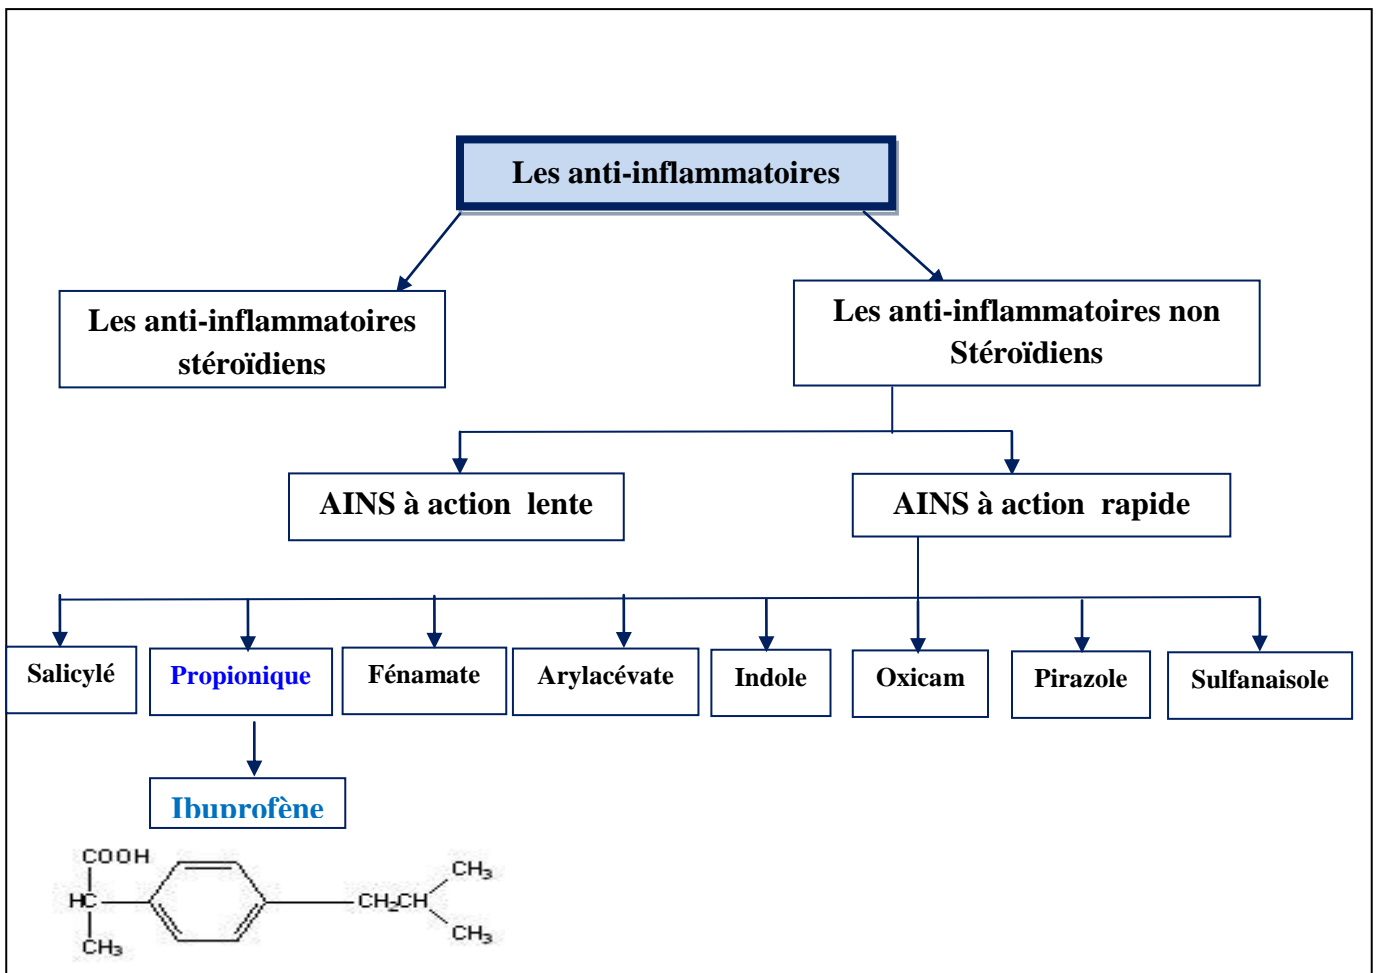 Les anti-inflammatoires
Les anti-inflammatoires
stéroïdiens
Les anti-inflammatoires non
Stéroïdiens
AINS à action lente
AINS à action rapide
Salicylé
Propionique
Fénamate
Arylacévate
Indole
Oxicam
Pirazole
Sulfanaisole
Ibuprofène
COOH
HC
CH₃
CH₂CH
CH₃
CH₃